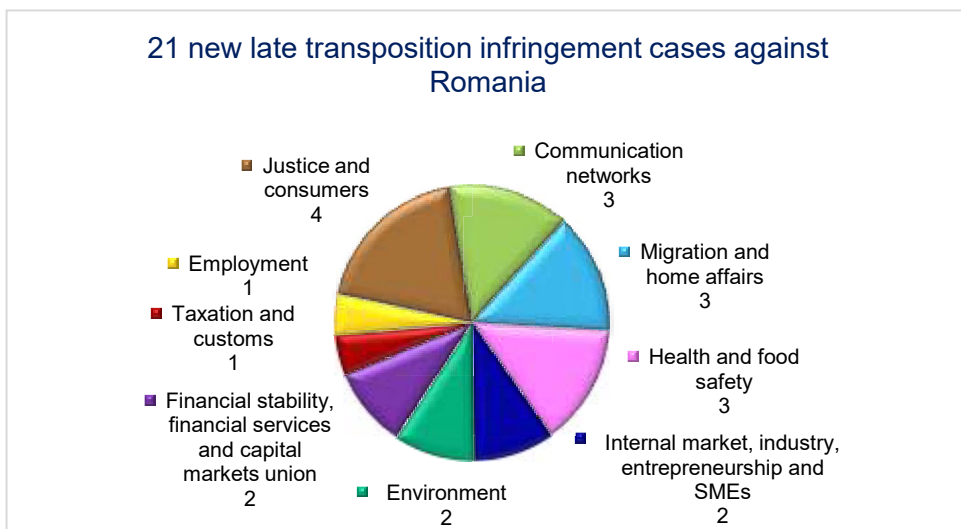 21 new late transposition infringement cases against
Romania
Communication
networks
3
Migration and
home affairs
3
Health and food
safety
3
Internal market, industry,
entrepreneurship and
SMEs
2
Environment
2
Financial stability,
financial services
and capital
markets union
2
Taxation and
customs
1
Employment
1
Justice and
consumers
4